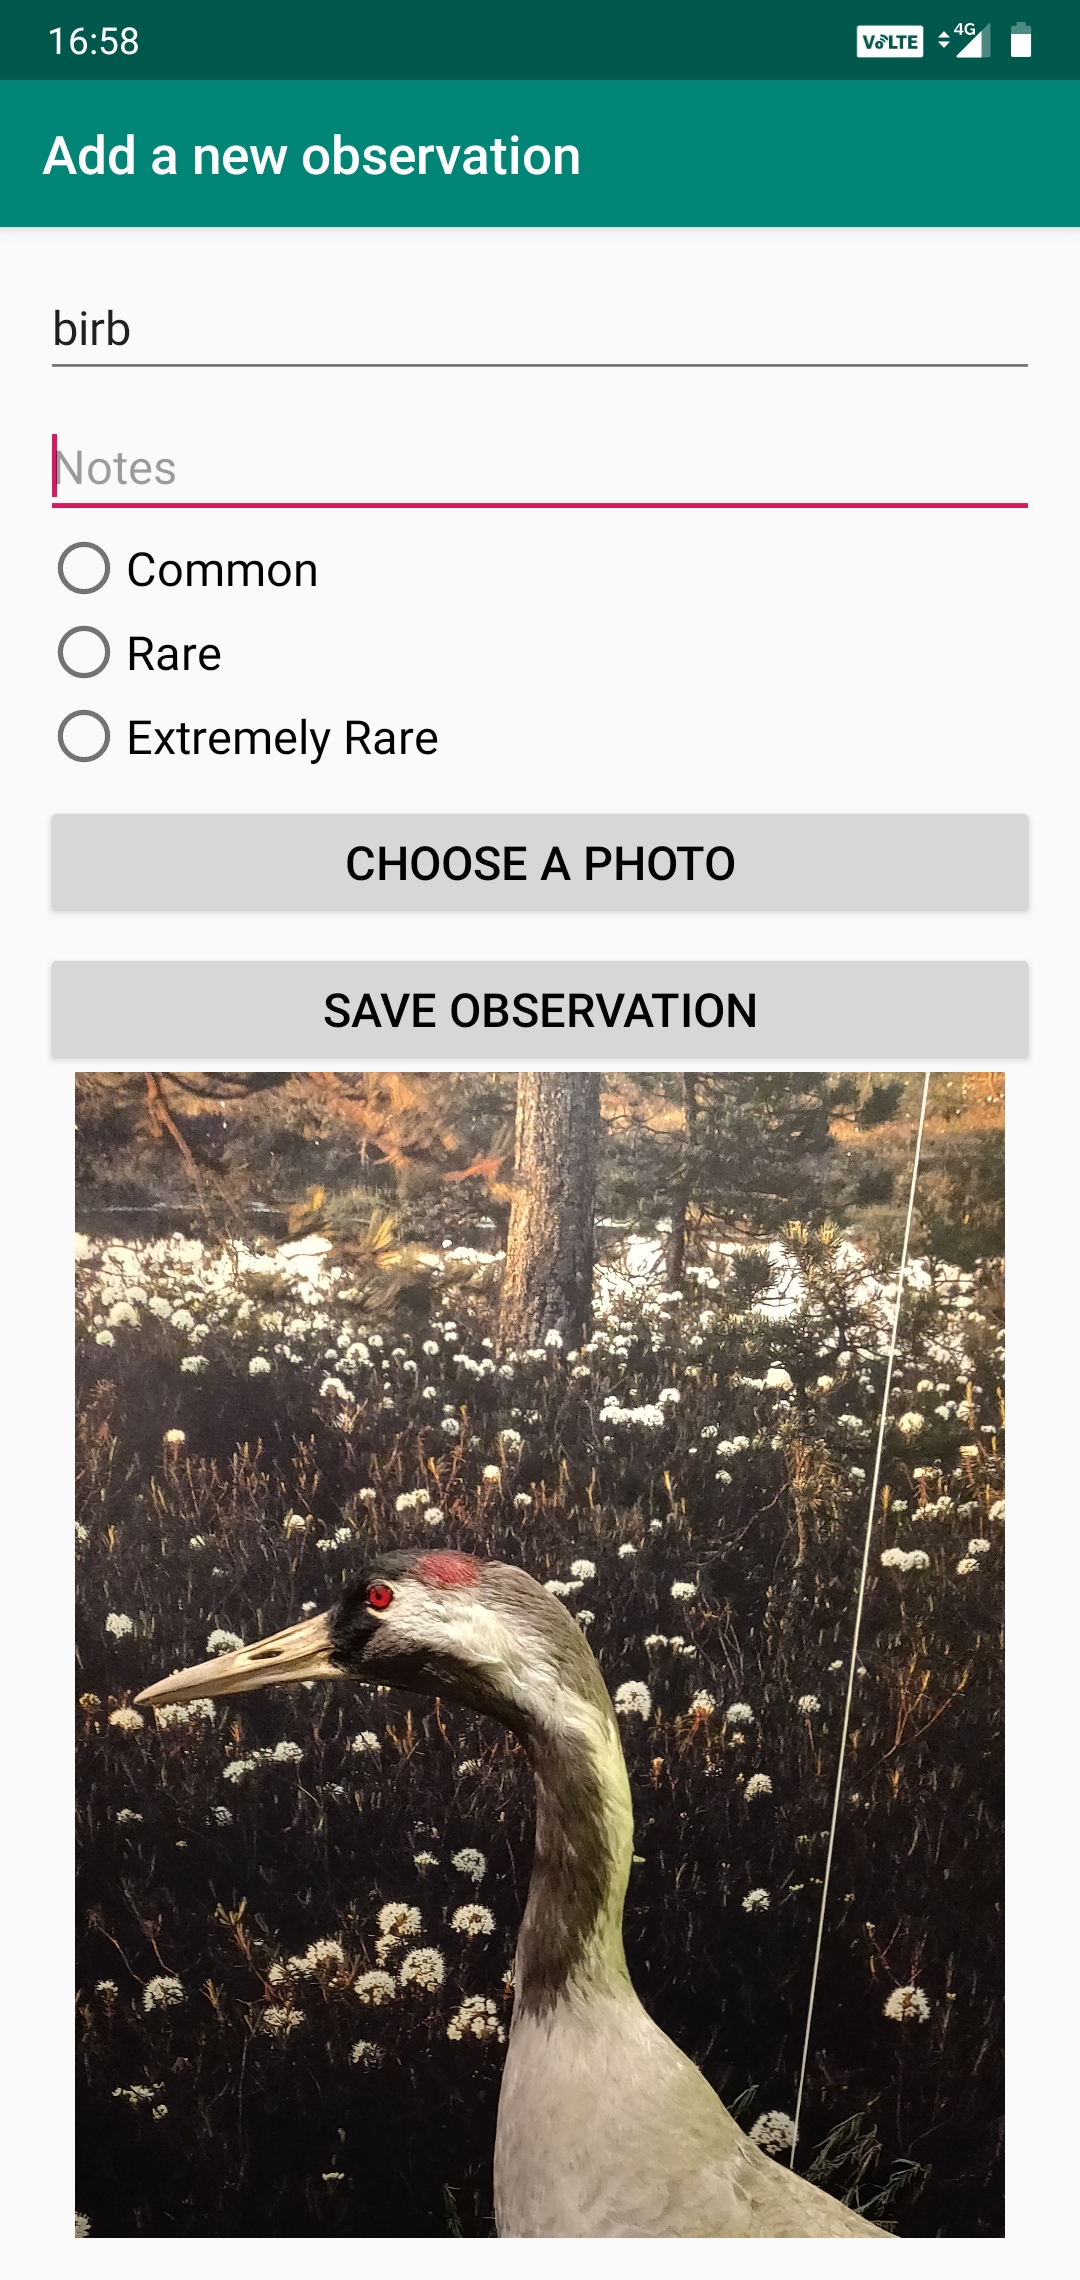 16:58
VoLTE 4G
Add a new observation
birb
Notes
Common
Rare
Extremely Rare
CHOOSE A PHOTO
SAVE OBSERVATION